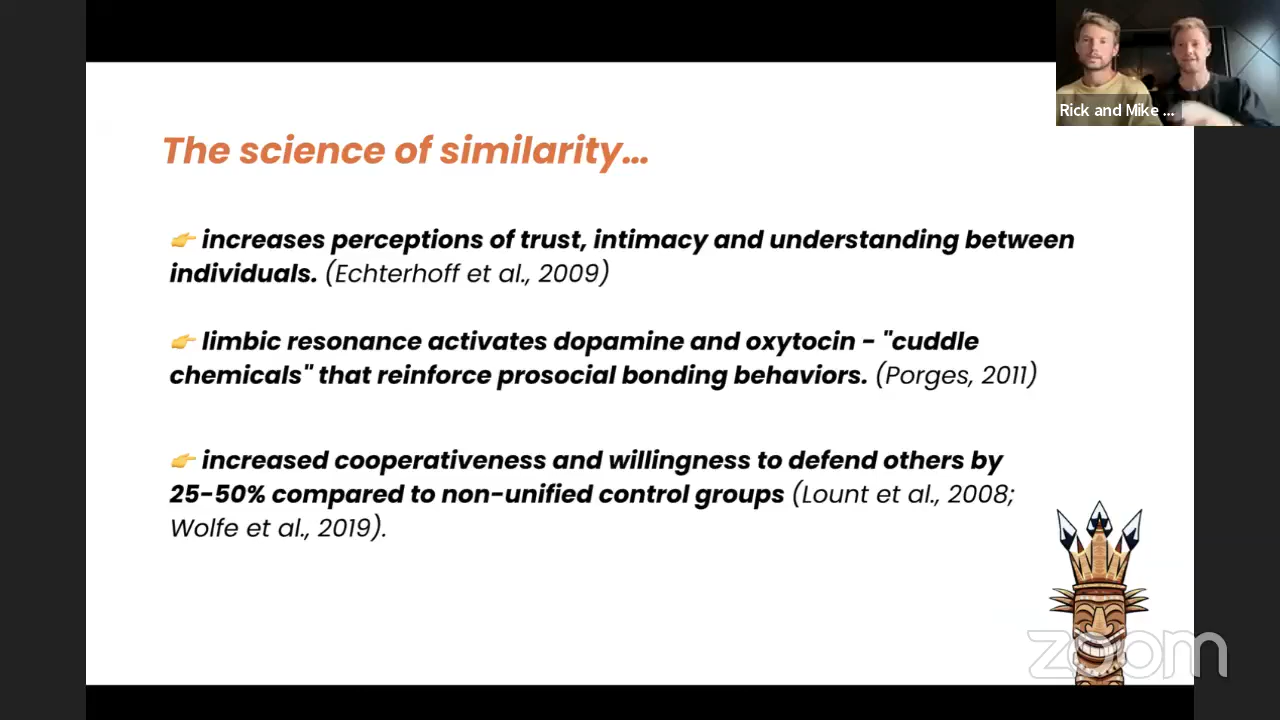 Rick and Mike ...
The science of similarity...
👉 increases perceptions of trust, intimacy and understanding between
individuals. (Echterhoff et al., 2009)
👉 limbic resonance activates dopamine and oxytocin - "cuddle
chemicals" that reinforce prosocial bonding behaviors. (Porges, 2011)
👉 increased cooperativeness and willingness to defend others by
25-50% compared to non-unified control groups (Lount et al., 2008;
Wolfe et al., 2019).
zoom